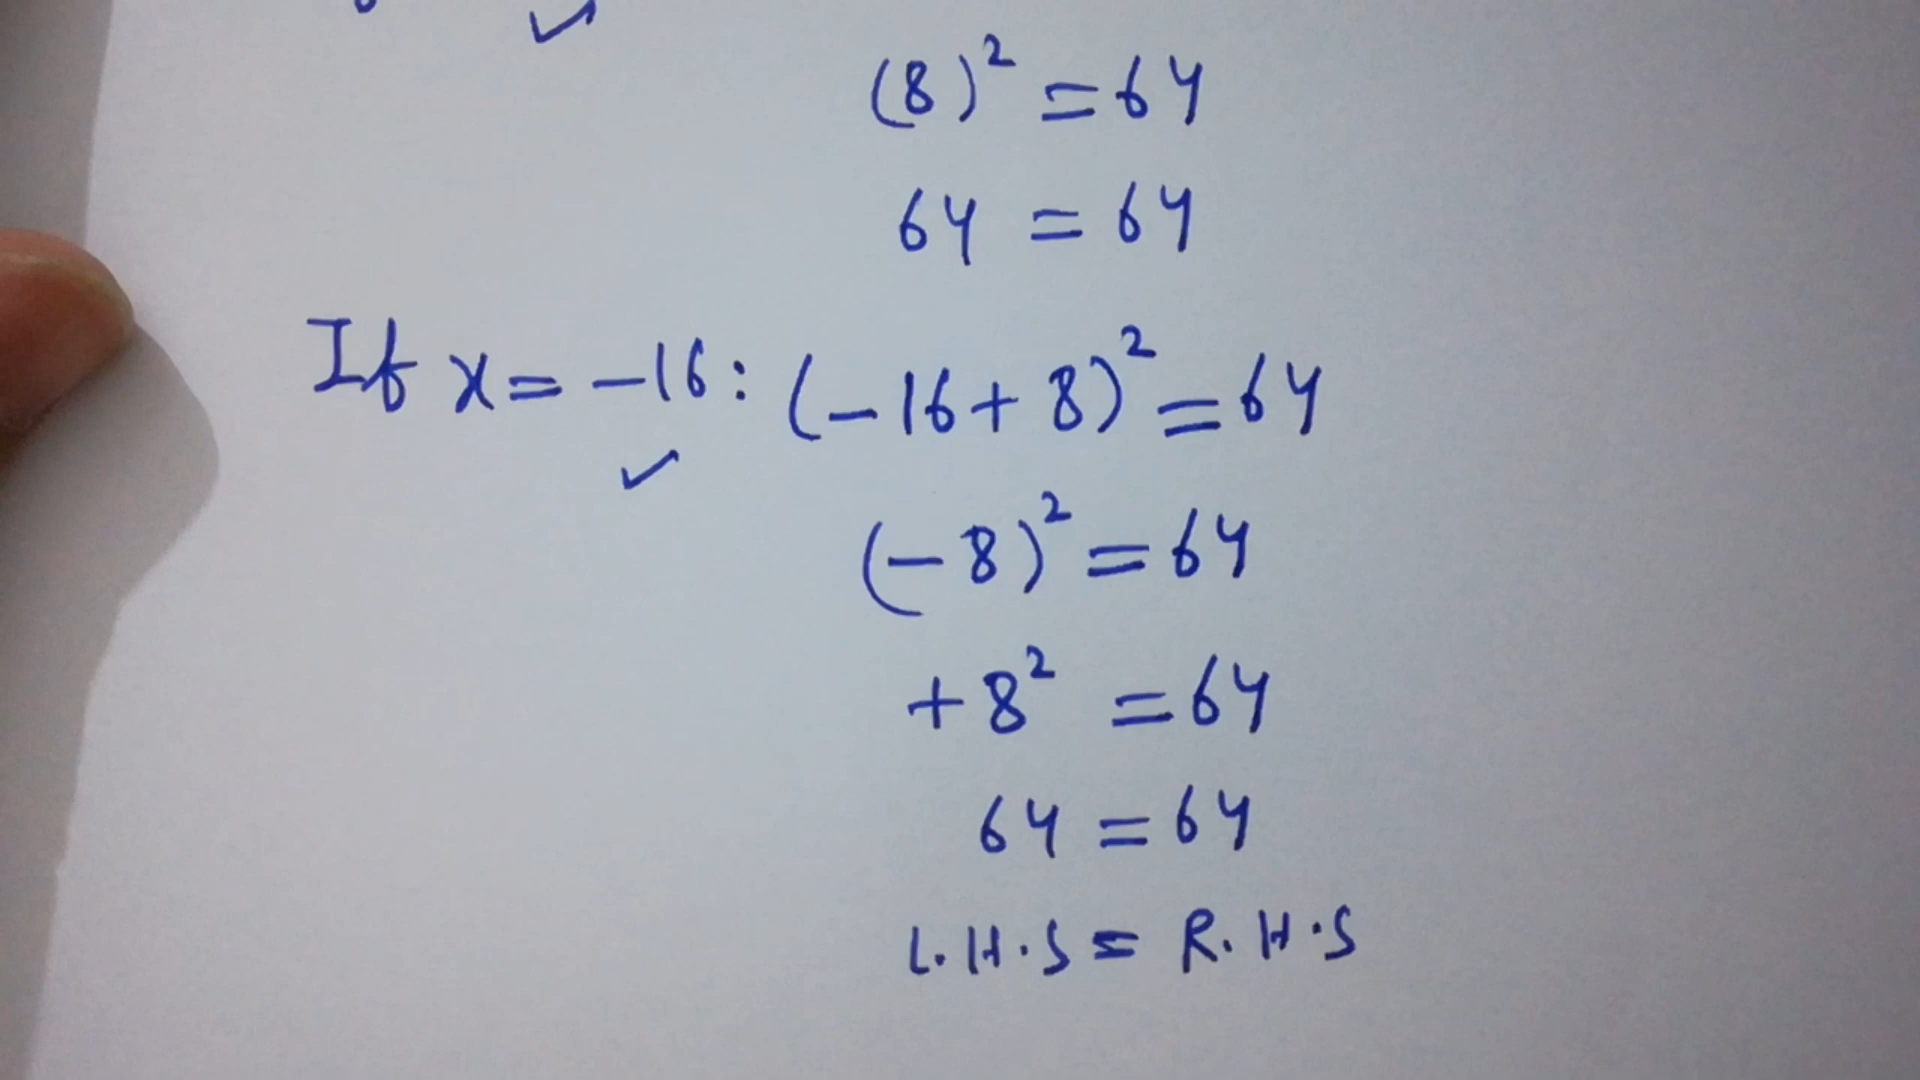 (8)² = 64
64 = 64
If x = -16: (-16 + 8)² = 64
(-8)² = 64
+8² = 64
64 = 64
L.H.S = R.H.S